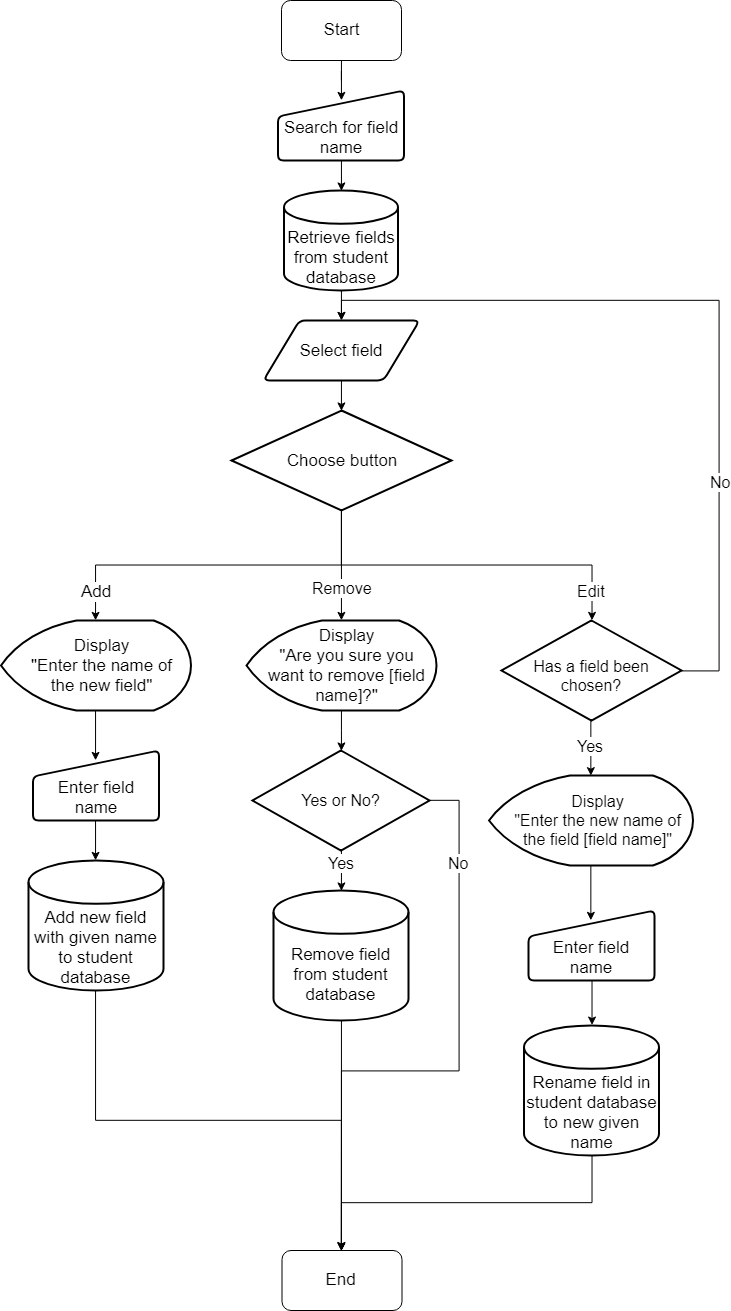 Start
Search for field
name
Retrieve fields
from student
database
Select field
Choose button
No
Add
Remove
Edit
Display
"Enter the name of
the new field"
Display
"Are you sure you
want to remove [field
name]?"
Has a field been
chosen?
Yes
Enter field
name
Yes or No?
Display
"Enter the new name of
the field [field name]"
Yes
No
Add new field
with given name
to student
database
Remove field
from student
database
Enter field
name
Rename field in
student database
to new given
name
End